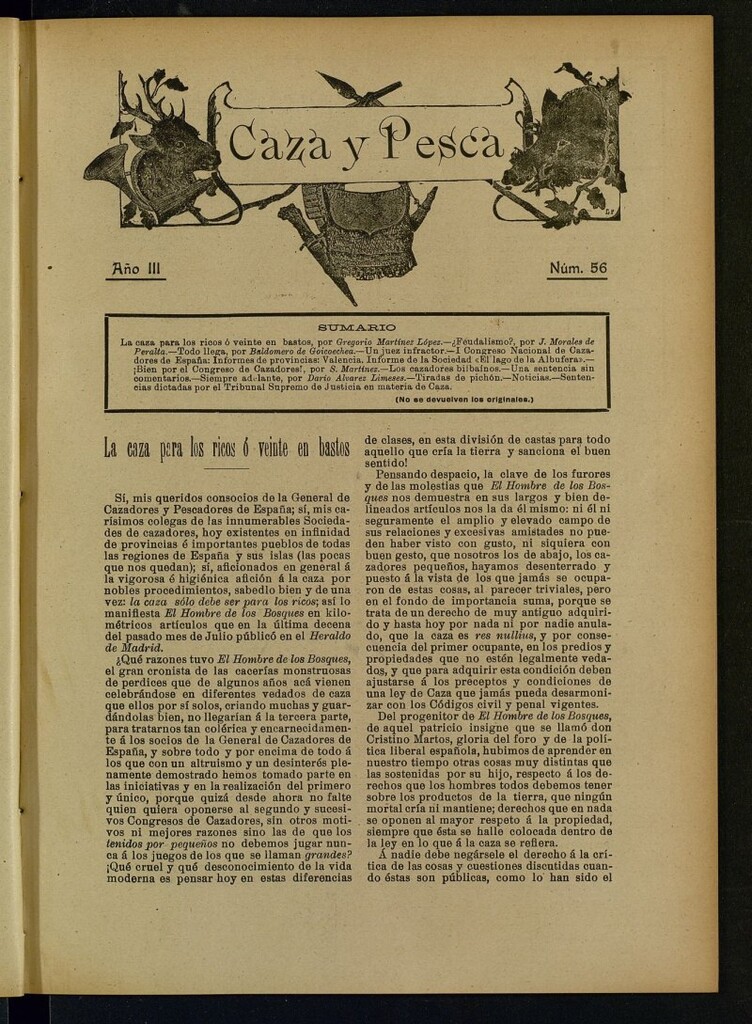 Caza y Pesca
Año III
Núm. 56
SUMARIO
La caza para los ricos ó veinte en bastos, por Gregorio Martínez López.—¿Feudalismo?, por J. Morales de
Peralta.—Todo llega, por Baldomero de Goicoechea.—Un juez infractor.—I Congreso Nacional de Caza-
dores de España: Informes de provincias: Valencia. Informe de la Sociedad «El lago de la Albufera».—
¡Bien por el Congreso de Cazadores!, por S. Martínez.—Los cazadores bilbaínos.—Una sentencia sin
comentarios.—Siempre adelante, por Darío Alvarez Limeses.—Tiradas de pichón.—Noticias.—Senten-
cias dictadas por el Tribunal Supremo de Justicia en materia de Caza.
(No se devuelven los originales.)
La caza para los ricos ó veinte en bastos
Sí, mis queridos consocios de la General de
Cazadores y Pescadores de España; sí, mis ca-
rísimos colegas de las innumerables Socieda-
des de cazadores, hoy existentes en infinidad
de provincias é importantes pueblos de todas
las regiones de España y sus islas (las pocas
que nos quedan); sí, aficionados en general á
la vigorosa é higiénica afición á la caza por
nobles procedimientos, sabedlo bien y de una
vez: la caza sólo debe ser para los ricos; así lo
manifiesta El Hombre de los Bosques en kilo-
métricos artículos que en la última decena
del pasado mes de Julio publicó en el Heraldo
de Madrid.
¿Qué razones tuvo El Hombre de los Bosques,
el gran cronista de las cacerías monstruosas
de perdices que de algunos años acá vienen
celebrándose en diferentes vedados de caza
que ellos por sí solos, criando muchas y guar-
dándolas bien, no llegarían á la tercera parte,
para tratarnos tan colérica y encarnecidamen-
te á los socios de la General de Cazadores de
España, y sobre todo y por encima de todo á
los que con un altruismo y un desinterés ple-
namente demostrado hemos tomado parte en
las iniciativas y en la realización del primero
y único, porque quizá desde ahora no falte
quien quiera oponerse al segundo y sucesi-
vos Congresos de Cazadores, sin otros moti-
vos ni mejores razones sino las de que los
tenidos por pequeños no debemos jugar nun-
ca á los juegos de los que se llaman grandes?
¡Qué cruel y qué desconocimiento de la vida
moderna es pensar hoy en estas diferencias
de clases, en esta división de castas para todo
aquello que cría la tierra y sanciona el buen
sentido!
Pensando despacio, la clave de los furores
y de las molestias que El Hombre de los Bos-
ques nos demuestra en sus largos y bien de-
lineados artículos nos la da él mismo: ni él ni
seguramente el amplio y elevado campo de
sus relaciones y excesivas amistades no pue-
den haber visto con gusto, ni siquiera con
buen gesto, que nosotros los de abajo, los ca-
zadores pequeños, hayamos desenterrado y
puesto á la vista de los que jamás se ocupa-
ron de estas cosas, al parecer triviales, pero
en el fondo de importancia suma, porque se
trata de un derecho de muy antiguo adquiri-
do y hasta hoy por nada ni por nadie anula-
do, que la caza es res nullius, y por conse-
cuencia del primer ocupante, en los predios y
propiedades que no estén legalmente veda-
dos, y que para adquirir esta condición deben
ajustarse á los preceptos y condiciones de
una ley de Caza que jamás pueda desarmoni-
zar con los Códigos civil y penal vigentes.
Del progenitor de El Hombre de los Bosques,
de aquel patricio insigne que se llamó don
Cristino Martos, gloria del foro y de la polí-
tica liberal española, hubimos de aprender en
nuestro tiempo otras cosas muy distintas que
las sostenidas por su hijo, respecto á los de-
rechos que los hombres todos debemos tener
sobre los productos de la tierra, que ningún
mortal cría ni mantiene; derechos que en nada
se oponen al mayor respeto á la propiedad,
siempre que ésta se halle colocada dentro de
la ley en lo que á la caza se refiera.
Á nadie debe negársele el derecho á la crí-
tica de las cosas y cuestiones discutidas cuan-
do éstas son públicas, como lo han sido el